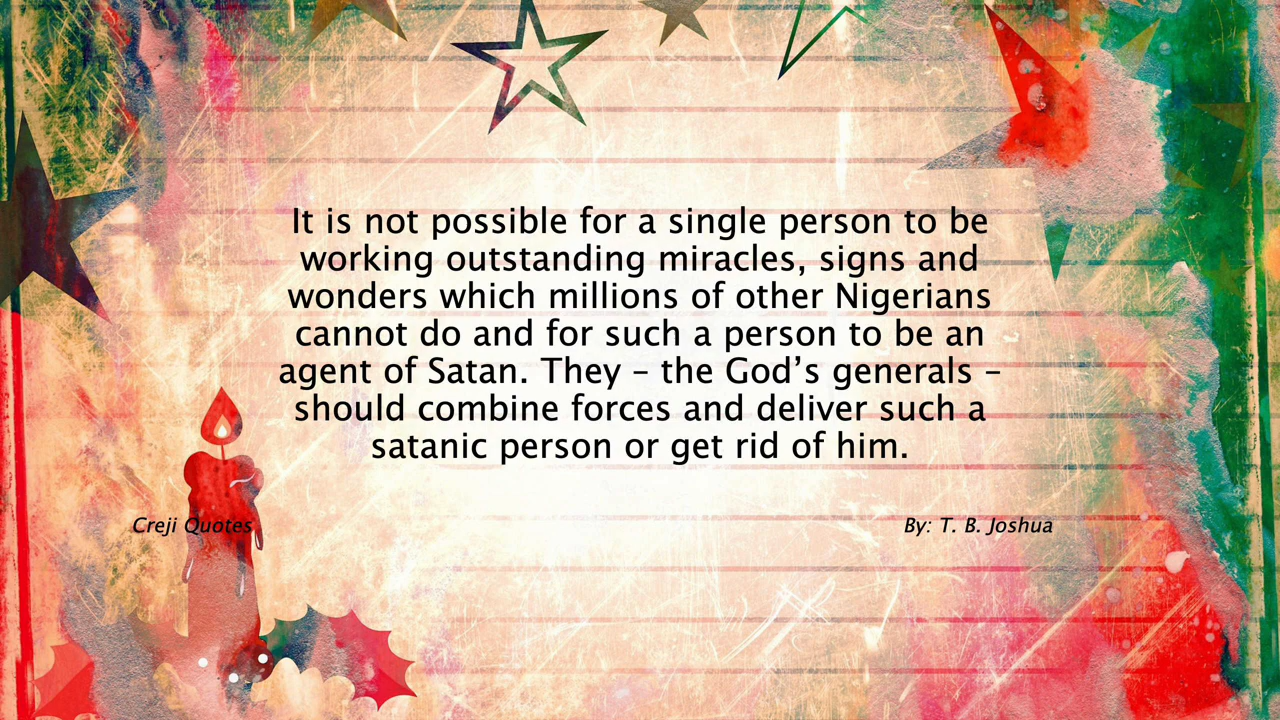 It is not possible for a single person to be
working outstanding miracles, signs and
wonders which millions of other Nigerians
cannot do and for such a person to be an
agent of Satan. They – the God’s generals –
should combine forces and deliver such a
satanic person or get rid of him.
Creji Quotes
By: T. B. Joshua